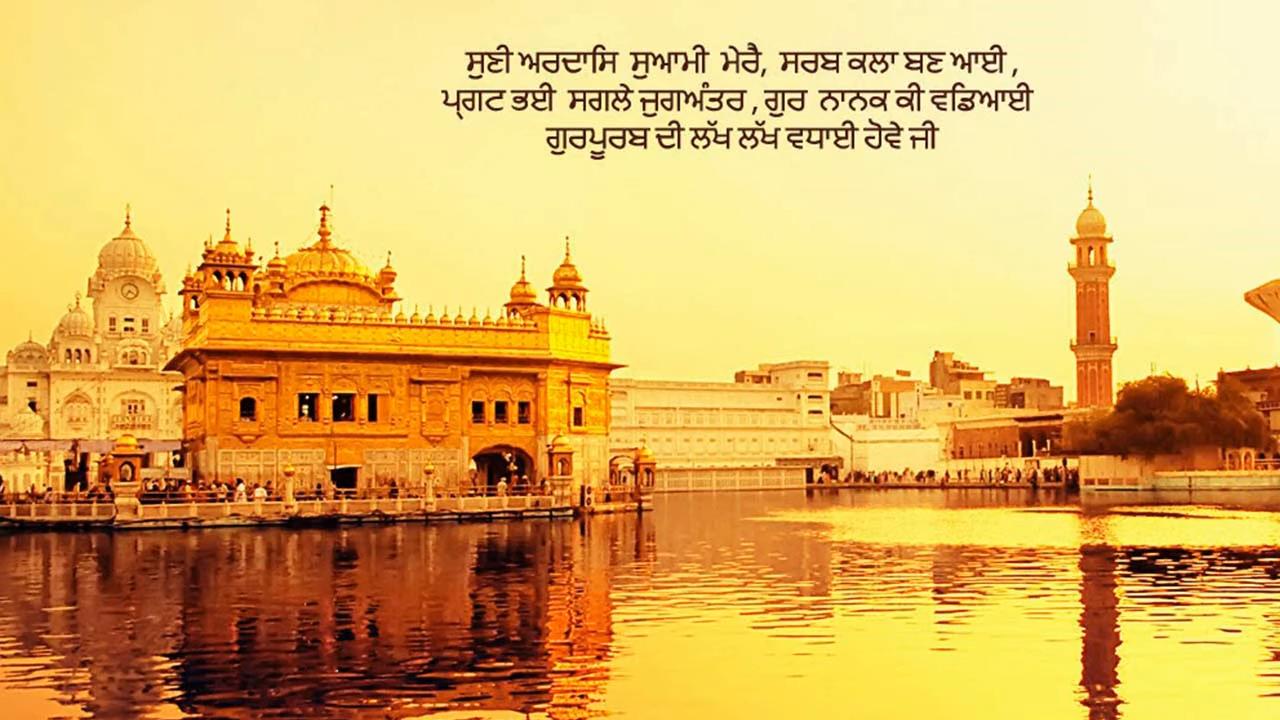 ਸੁਣੀ ਅਰਦਾਸਿ ਸੁਆਮੀ ਮੇਰੈ, ਸਰਬ ਕਲਾ ਬਣ ਆਈ ,
ਪ੍ਰਗਟ ਭਈ ਸਗਲੇ ਜੁਗਅੰਤਰ , ਗੁਰ ਨਾਨਕ ਕੀ ਵਡਿਆਈ
ਗੁਰਪੂਰਬ ਦੀ ਲੱਖ ਲੱਖ ਵਧਾਈ ਹੋਵੇ ਜੀ